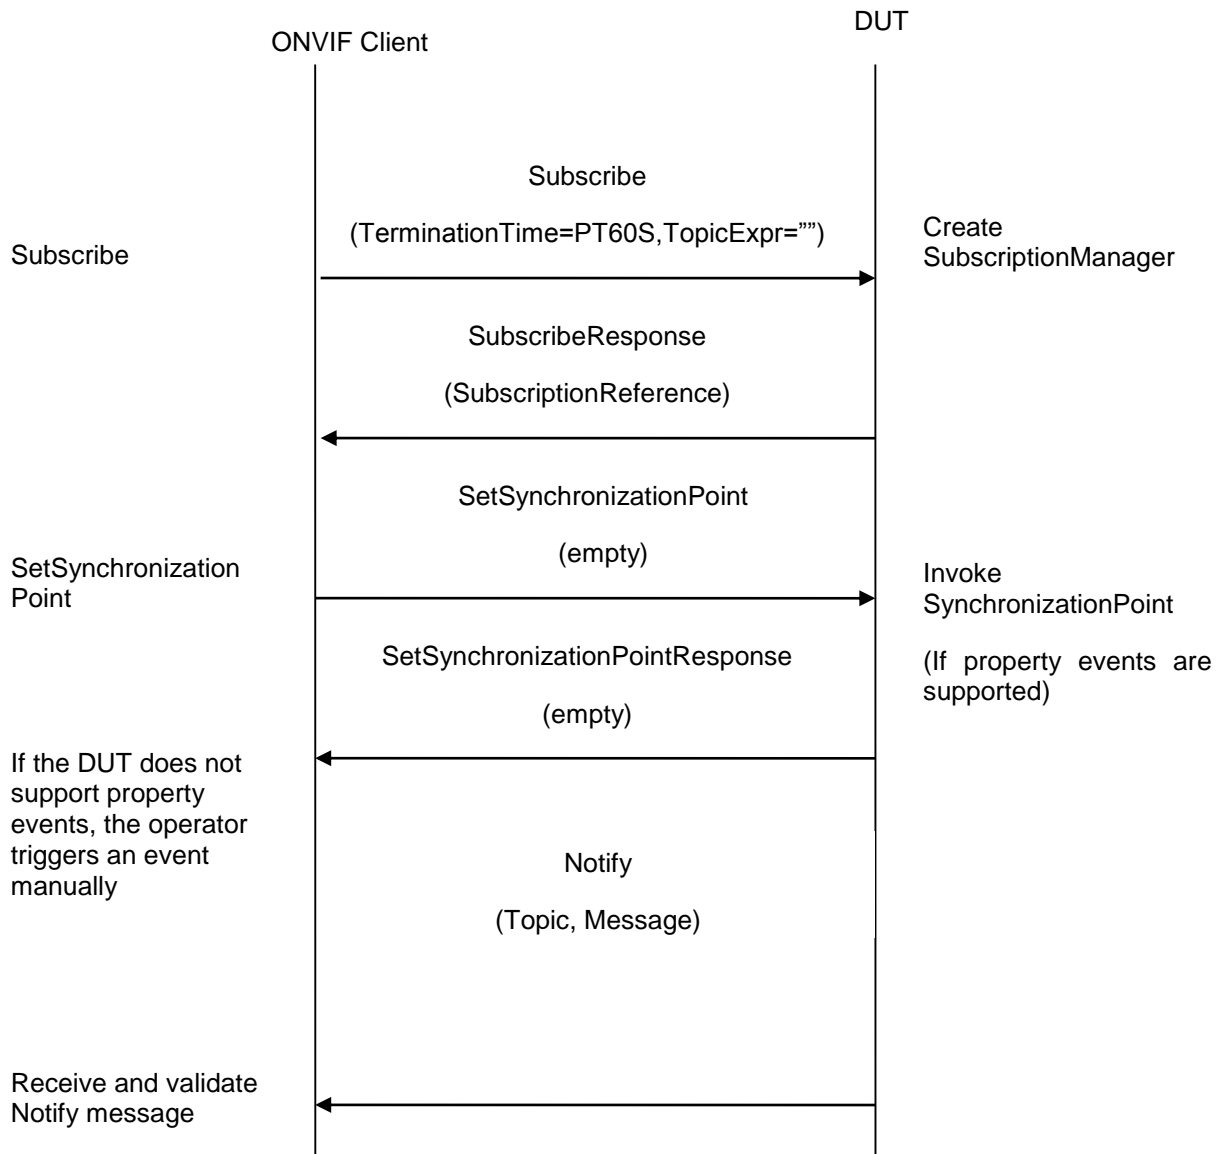 DUT
ONVIF Client
Subscribe
(TerminationTime=PT60S,TopicExpr=””)
Subscribe
Create
SubscriptionManager
SubscribeResponse
(SubscriptionReference)
SetSynchronizationPoint
(empty)
SetSynchronization
Point
Invoke
SynchronizationPoint
(If property events are
supported)
SetSynchronizationPointResponse
(empty)
If the DUT does not
support property
events, the operator
triggers an event
manually
Notify
(Topic, Message)
Receive and validate
Notify message